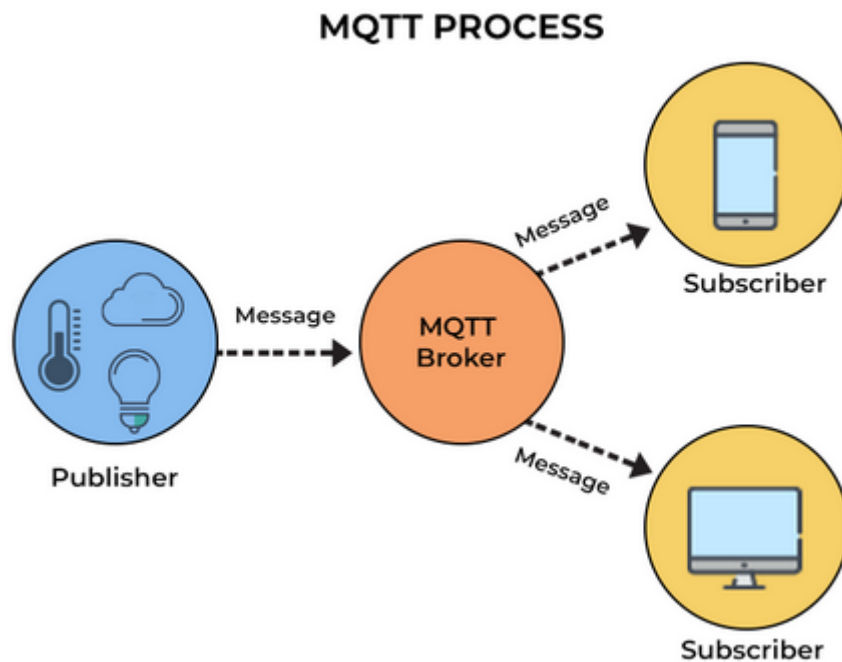 MQTT PROCESS
Message
Subscriber
Message
MQTT
Broker
Publisher
Message
Subscriber